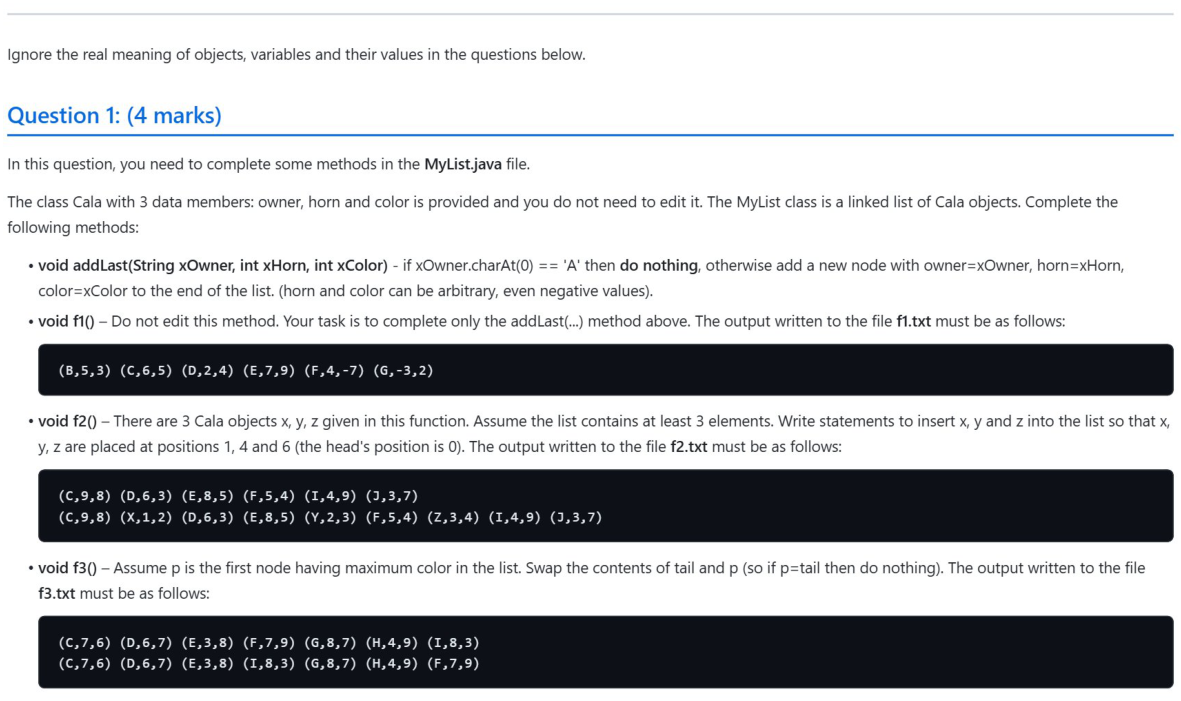 Ignore the real meaning of objects, variables and their values in the questions below.
Question 1: (4 marks)
In this question, you need to complete some methods in the MyList.java file.
The class Cala with 3 data members: owner, horn and color is provided and you do not need to edit it. The MyList class is a linked list of Cala objects. Complete the
following methods:
• void addLast(String xOwner, int xHorn, int xColor) - if xOwner.charAt(0) == 'A' then do nothing, otherwise add a new node with owner=xOwner, horn=xHorn,
color=xColor to the end of the list. (horn and color can be arbitrary, even negative values).
• void f1() – Do not edit this method. Your task is to complete only the addLast(...) method above. The output written to the file f1.txt must be as follows:
(B,5,3) (C,6,5) (D,2,4) (E,7,9) (F,4,-7) (G,-3,2)
• void f2() – There are 3 Cala objects x, y, z given in this function. Assume the list contains at least 3 elements. Write statements to insert x, y and z into the list so that x,
y, z are placed at positions 1, 4 and 6 (the head's position is 0). The output written to the file f2.txt must be as follows:
(C,9,8) (D,6,3) (E,8,5) (F,5,4) (I,4,9) (J,3,7)
(C,9,8) (X,1,2) (D,6,3) (E,8,5) (Y,2,3) (F,5,4) (Z,3,4) (I,4,9) (J,3,7)
• void f3() – Assume p is the first node having maximum color in the list. Swap the contents of tail and p (so if p=tail then do nothing). The output written to the file
f3.txt must be as follows:
(C,7,6) (D,6,7) (E,3,8) (F,7,9) (G,8,7) (H,4,9) (I,8,3)
(C,7,6) (D,6,7) (E,3,8) (I,8,3) (G,8,7) (H,4,9) (F,7,9)